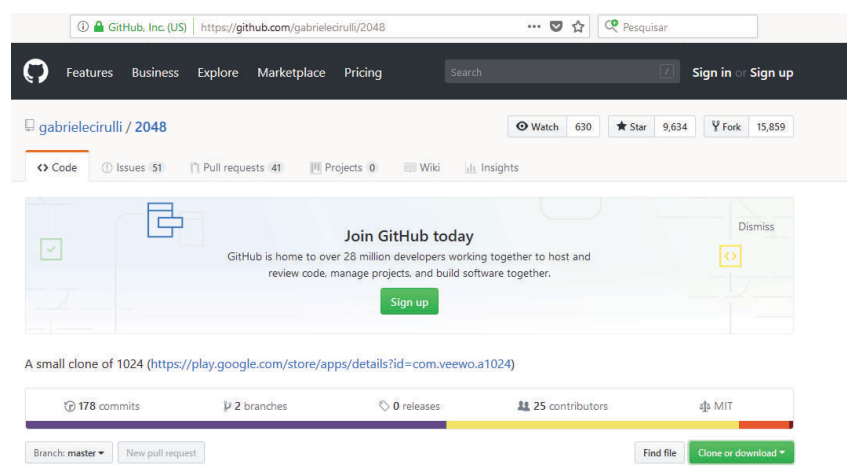 GitHub, Inc. (US) https://github.com/gabrielecirulli/2048 Pesquisar
Features Business Explore Marketplace Pricing Search / Sign in or Sign up
gabrielecirulli / 2048 Watch 630 Star 9,634 Fork 15,859
Code Issues 51 Pull requests 41 Projects 0 Wiki Insights
Join GitHub today
Dismiss
GitHub is home to over 28 million developers working together to host and
review code, manage projects, and build software together.
Sign up
A small clone of 1024 (https://play.google.com/store/apps/details?id=com.veewo.a1024)
178 commits 2 branches 0 releases 25 contributors MIT
Branch: master New pull request Find file Clone or download